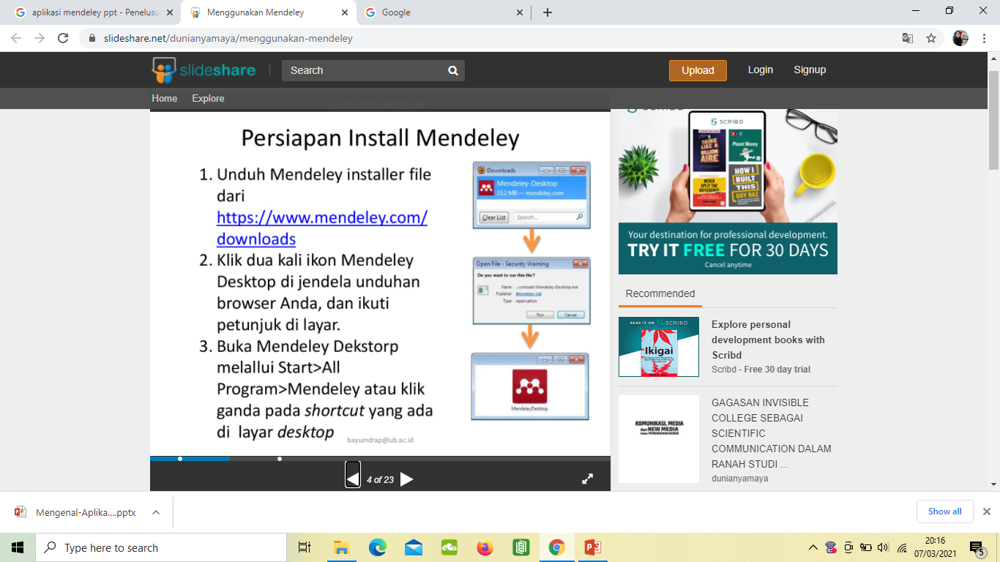 aplikasi mendeley ppt - Penelusu
Menggunakan Mendeley
Google
slideshare.net/dunianyamaya/menggunakan-mendeley
slideshare
Search
Upload
Login
Signup
Home
Explore
Persiapan Install Mendeley
1. Unduh Mendeley installer file
dari
https://www.mendeley.com/
downloads
2. Klik dua kali ikon Mendeley
Desktop di jendela unduhan
browser Anda, dan ikuti
petunjuk di layar.
3. Buka Mendeley Dekstorp
melallui Start>All
Program>Mendeley atau klik
ganda pada shortcut yang ada
di layar desktop
bayuindrap@ub.ac.id
Downloads
Mendeley-Desktop
23.2 MB — mendeley.com
Clear List
Search...
Open File - Security Warning
Do you want to run this file?
Name: ...ownloads\Mendeley-Desktop.exe
Publisher: Mendeley Ltd
Type: Application
Run
Cancel
MendeleyDesktop
4 of 23
SCRIBD
THINK LIKE A BILLIONAIRE
Planet Money
NEVER SPLIT THE DIFFERENCE
HOW I BUILT THIS
GUY RAZ
Your destination for professional development.
TRY IT FREE FOR 30 DAYS
Cancel anytime
Recommended
READ IT ON SCRIBD
Ikigai
Explore personal
development books with
Scribd
Scribd - Free 30 day trial
KOMUNIKASI, MEDIA
dan NEW MEDIA
dalam PEMBANGUNAN DAERAH
GAGASAN INVISIBLE
COLLEGE SEBAGAI
SCIENTIFIC
COMMUNICATION DALAM
RANAH STUDI ...
dunianyamaya
Mengenal-Aplika....pptx
Show all
Type here to search
20:16
07/03/2021
5